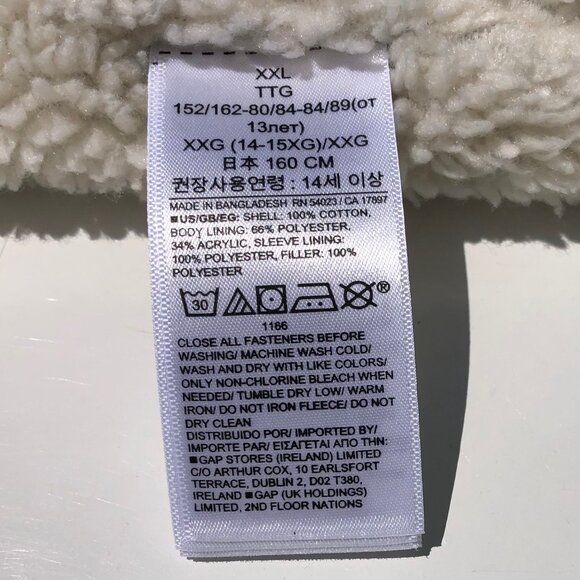 XXL
TTG
152/162-80/84-84/89(от
13лет)
XXG (14-15XG)/XXG
日本 160 CM
권장사용연령 : 14세 이상
MADE IN BANGLADESH RN 54023 / CA 17897
■ US/GB/EG: SHELL: 100% COTTON,
BODY LINING: 66% POLYESTER,
34% ACRYLIC, SLEEVE LINING:
100% POLYESTER, FILLER: 100%
POLYESTER
30 ®
1166
CLOSE ALL FASTENERS BEFORE
WASHING/ MACHINE WASH COLD/
WASH AND DRY WITH LIKE COLORS/
ONLY NON-CHLORINE BLEACH WHEN
NEEDED/ TUMBLE DRY LOW/ WARM
IRON/ DO NOT IRON FLEECE/ DO NOT
DRY CLEAN
DISTRIBUIDO POR/ IMPORTED BY/
IMPORTE PAR/ ΕΙΣΑΓΕΤΑΙ ΑΠΟ ΤΗΝ:
■ GAP STORES (IRELAND) LIMITED
C/O ARTHUR COX, 10 EARLSFORT
TERRACE, DUBLIN 2, D02 T380,
IRELAND ■ GAP (UK HOLDINGS)
LIMITED, 2ND FLOOR NATIONS